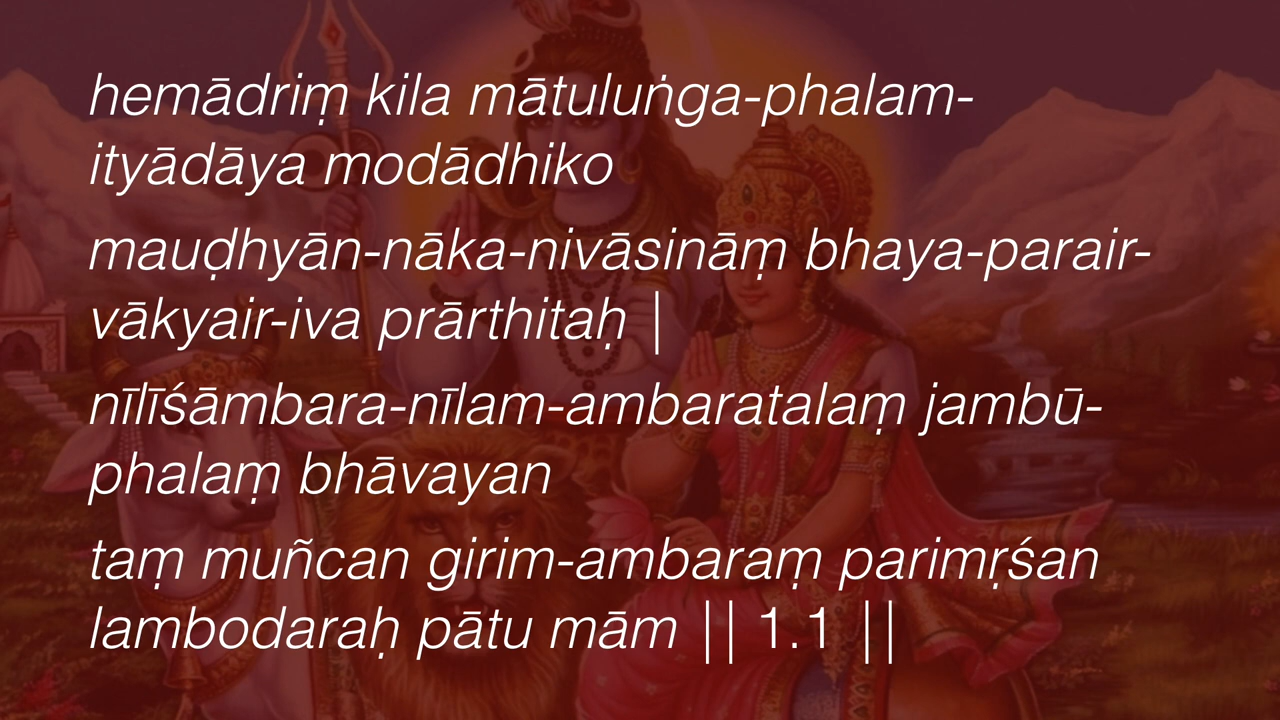 hemādriṃ kila mātuluṅga-phalam-
ityādāya modādhiko
mauḍhyān-nāka-nivāsināṃ bhaya-parair-
vākyair-iva prārthitaḥ |
nīlīśāmbara-nīlam-ambaratalaṃ jambū-
phalaṃ bhāvayan
taṃ muñcan girim-ambaraṃ parimṛśan
lambodaraḥ pātu mām || 1.1 ||